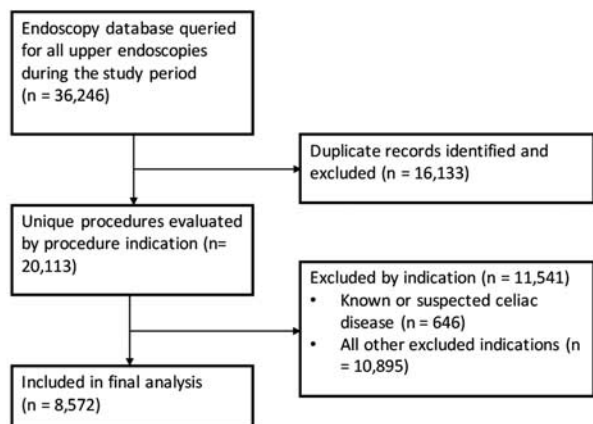 Endoscopy database queried
for all upper endoscopies
during the study period
(n = 36,246)
Duplicate records identified and
excluded (n = 16,133)
Unique procedures evaluated
by procedure indication (n=
20,113)
Excluded by indication (n = 11,541)
• Known or suspected celiac
disease (n = 646)
• All other excluded indications (n
= 10,895)
Included in final analysis
(n = 8,572)